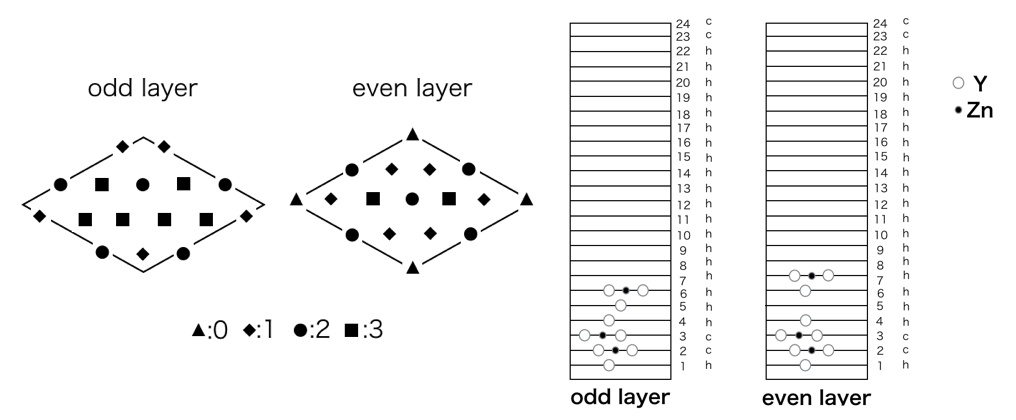 odd layer
even layer
▲:0 ◆:1 ●:2 ■:3
24 c
23 c
22 h
21 h
20 h
19 h
18 h
17 h
16 h
15 h
14 h
13 h
12 h
11 h
10 h
9 h
8 h
7 h
6 h
5 h
4 h
3 c
2 c
1 h
odd layer
24 c
23 c
22 h
21 h
20 h
19 h
18 h
17 h
16 h
15 h
14 h
13 h
12 h
11 h
10 h
9 h
8 h
7 h
6 h
5 h
4 h
3 c
2 c
1 h
even layer
Y
Zn